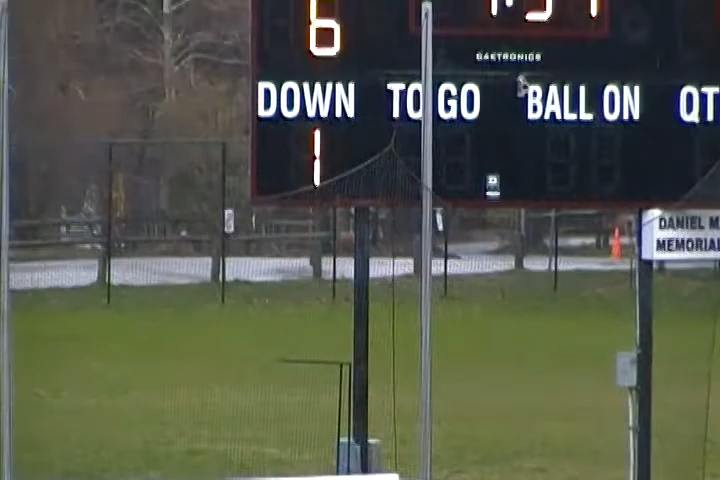 6
DAKTRONICS
DOWN TO GO BALL ON QT
1
DANIEL M
MEMORIAL